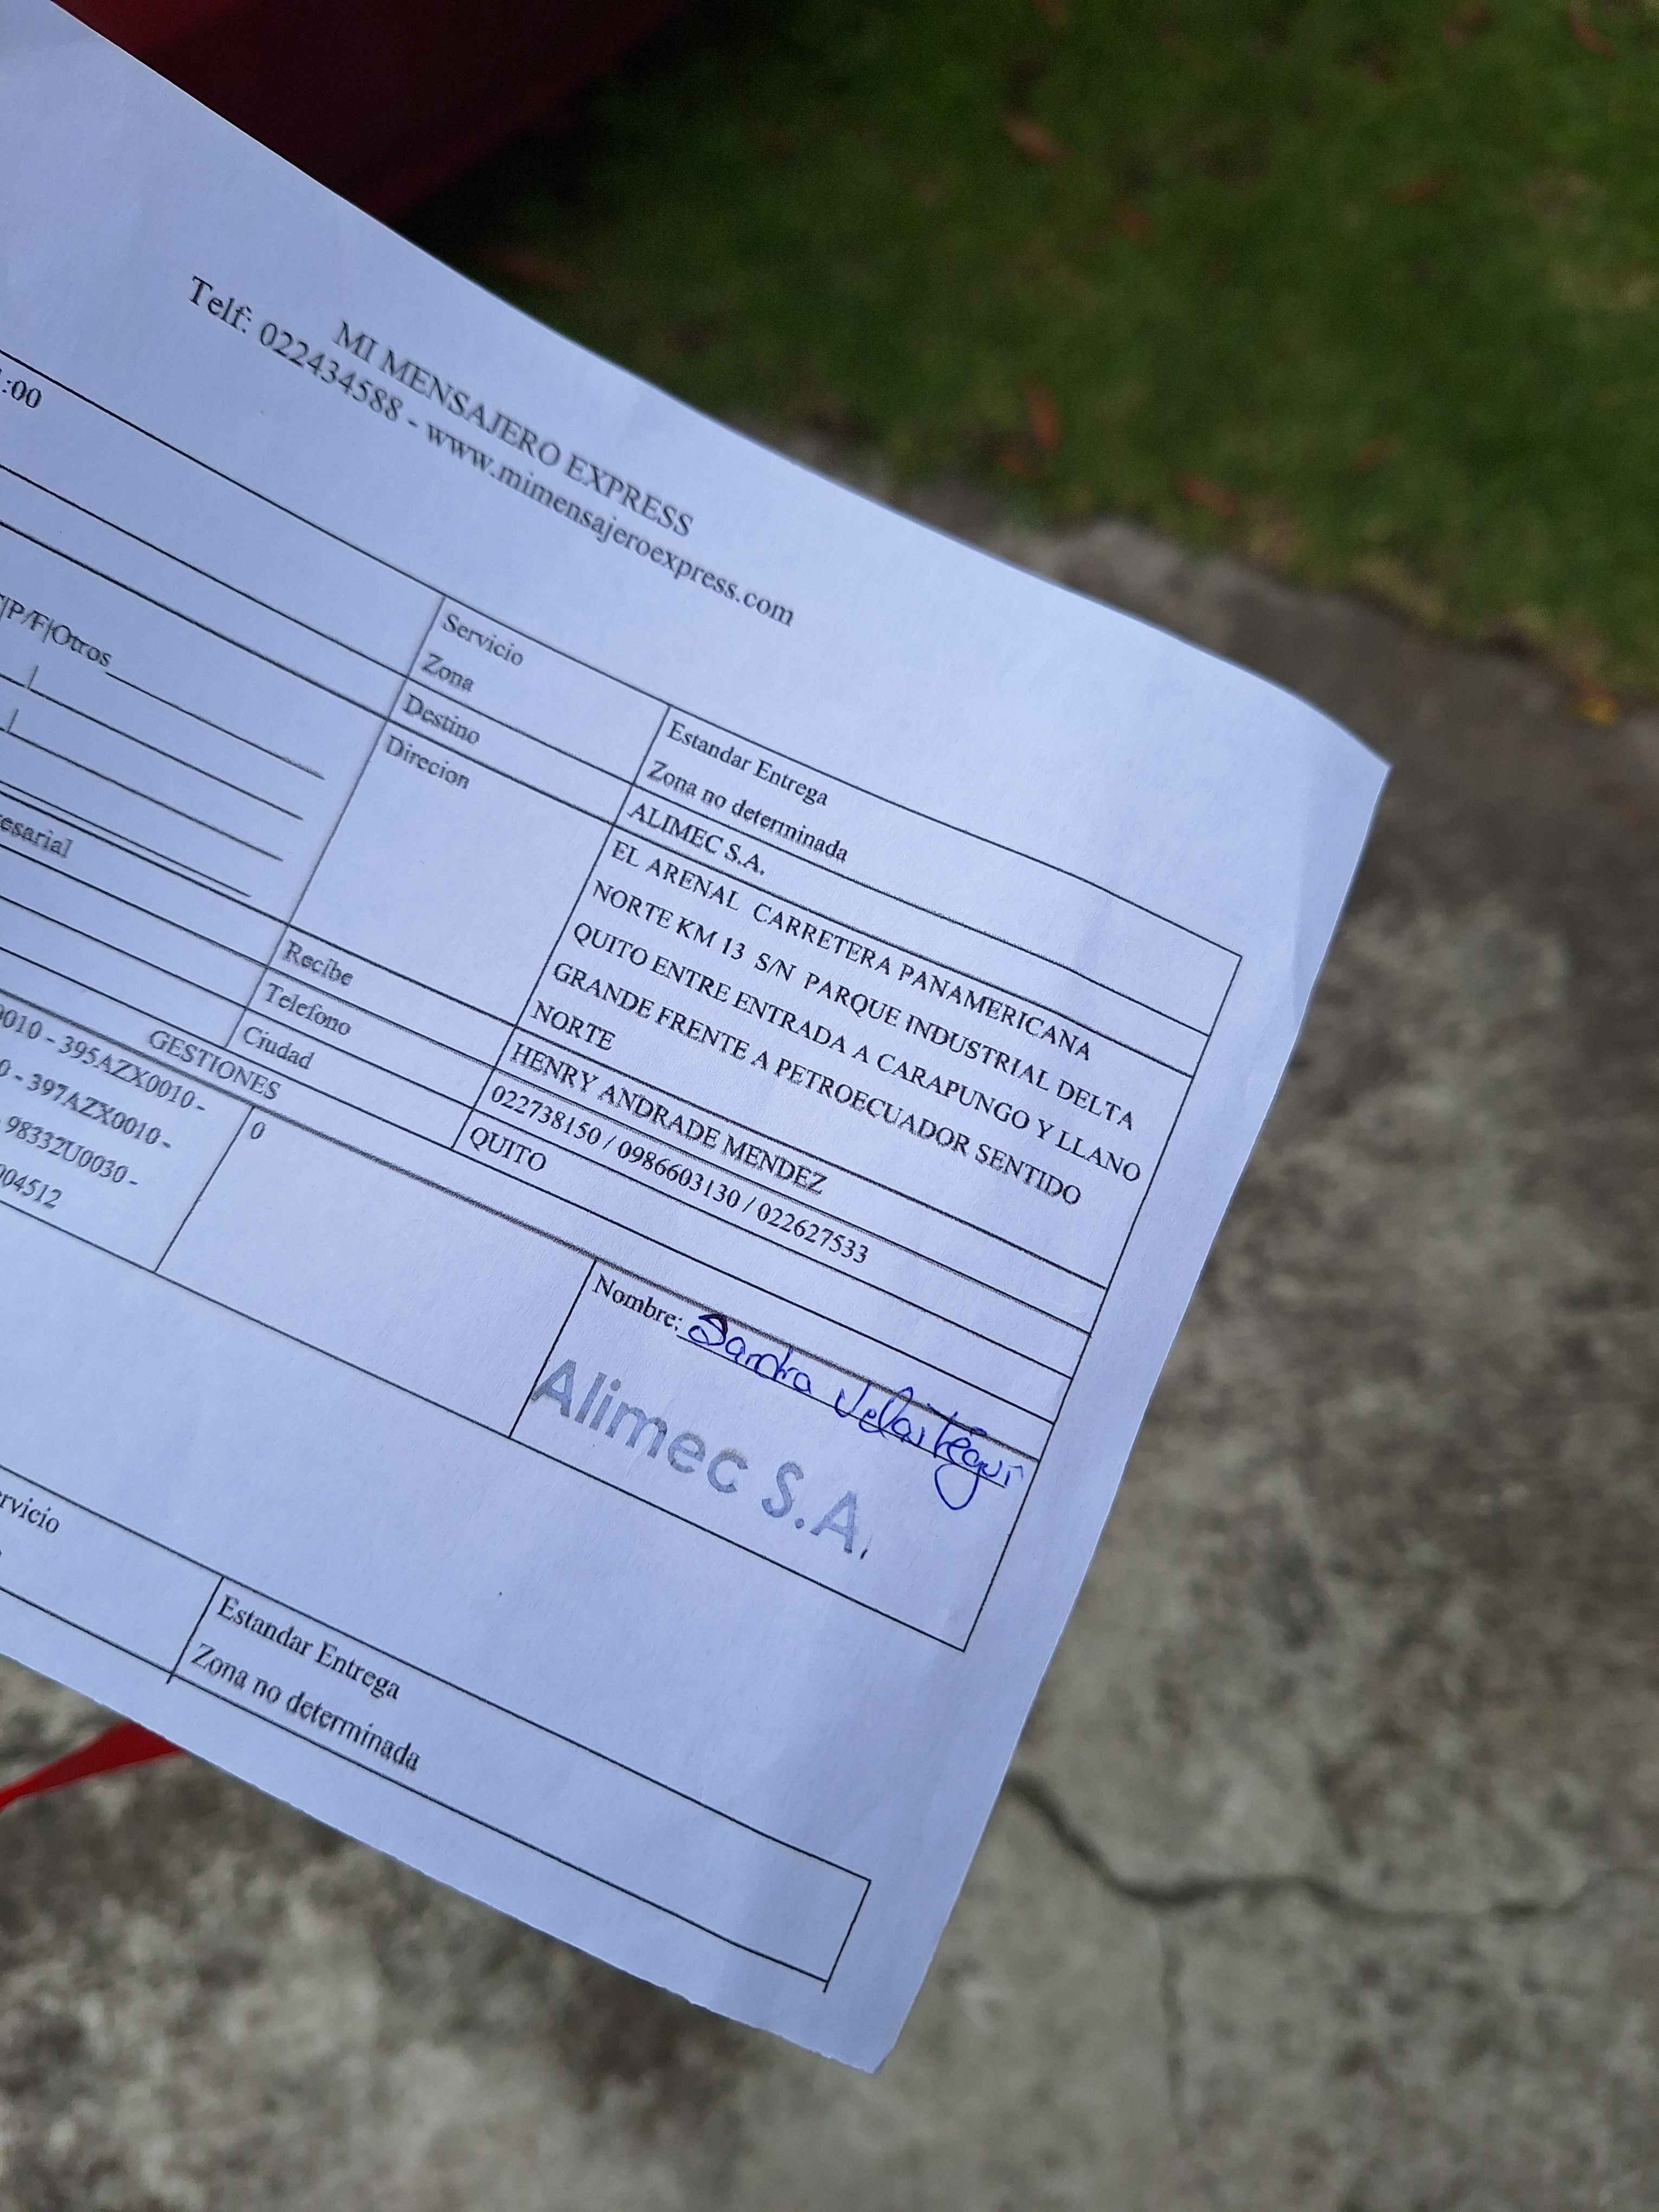 MI MENSAJERO EXPRESS
Telf: 022434588 - www.mimensajeroexpress.com
:00
Servicio Estandar Entrega
Zona Zona no determinada
Destino ALIMEC S.A.
Direcion EL ARENAL CARRETERA PANAMERICANA
NORTE KM 13 S/N PARQUE INDUSTRIAL DELTA
QUITO ENTRE ENTRADA A CARAPUNGO Y LLANO
GRANDE FRENTE A PETROECUADOR SENTIDO
NORTE
|P/F|Otros
esarial
Recibe HENRY ANDRADE MENDEZ
Telefono 022738150 / 0986603130 / 022627533
Ciudad QUITO
GESTIONES
0010 - 395AZX0010 -
0 - 397AZX0010 -
98332U0030 -
004512
0
Nombre: Sandra
Alimec S.A.
ervicio Estandar Entrega
Zona no determinada